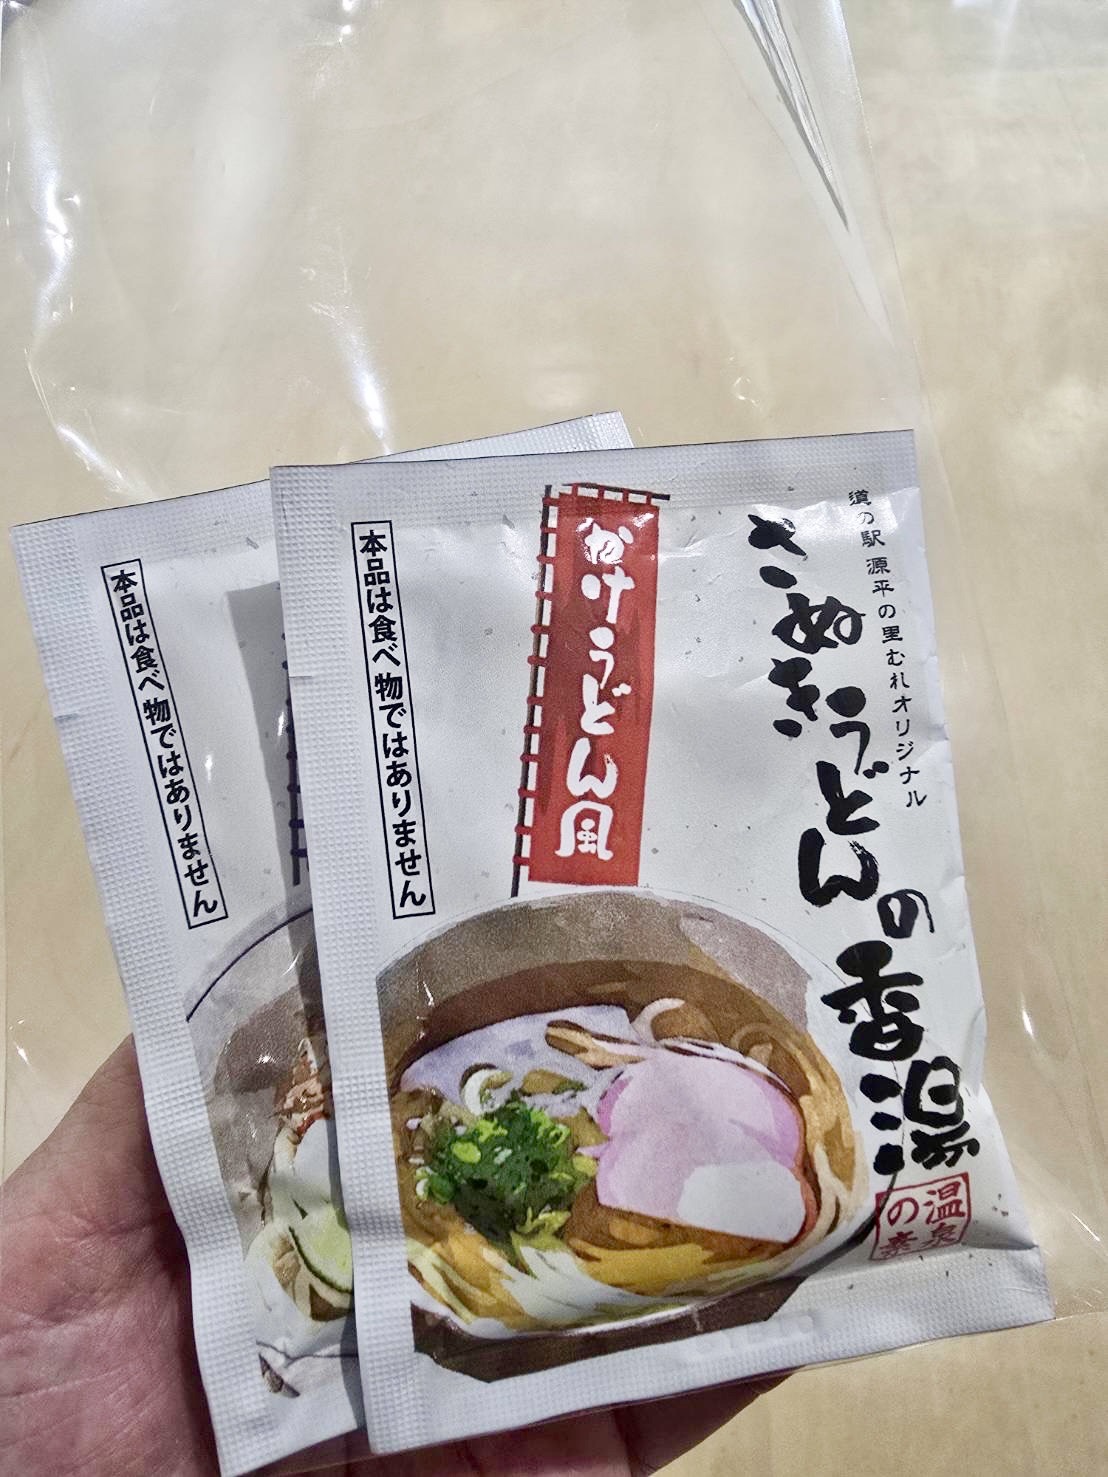 道の駅 源平の里むれオリジナル
さぬきうどんの香湯
温泉
の素
かけうどん風
本品は食べ物ではありません
本品は食べ物ではありません